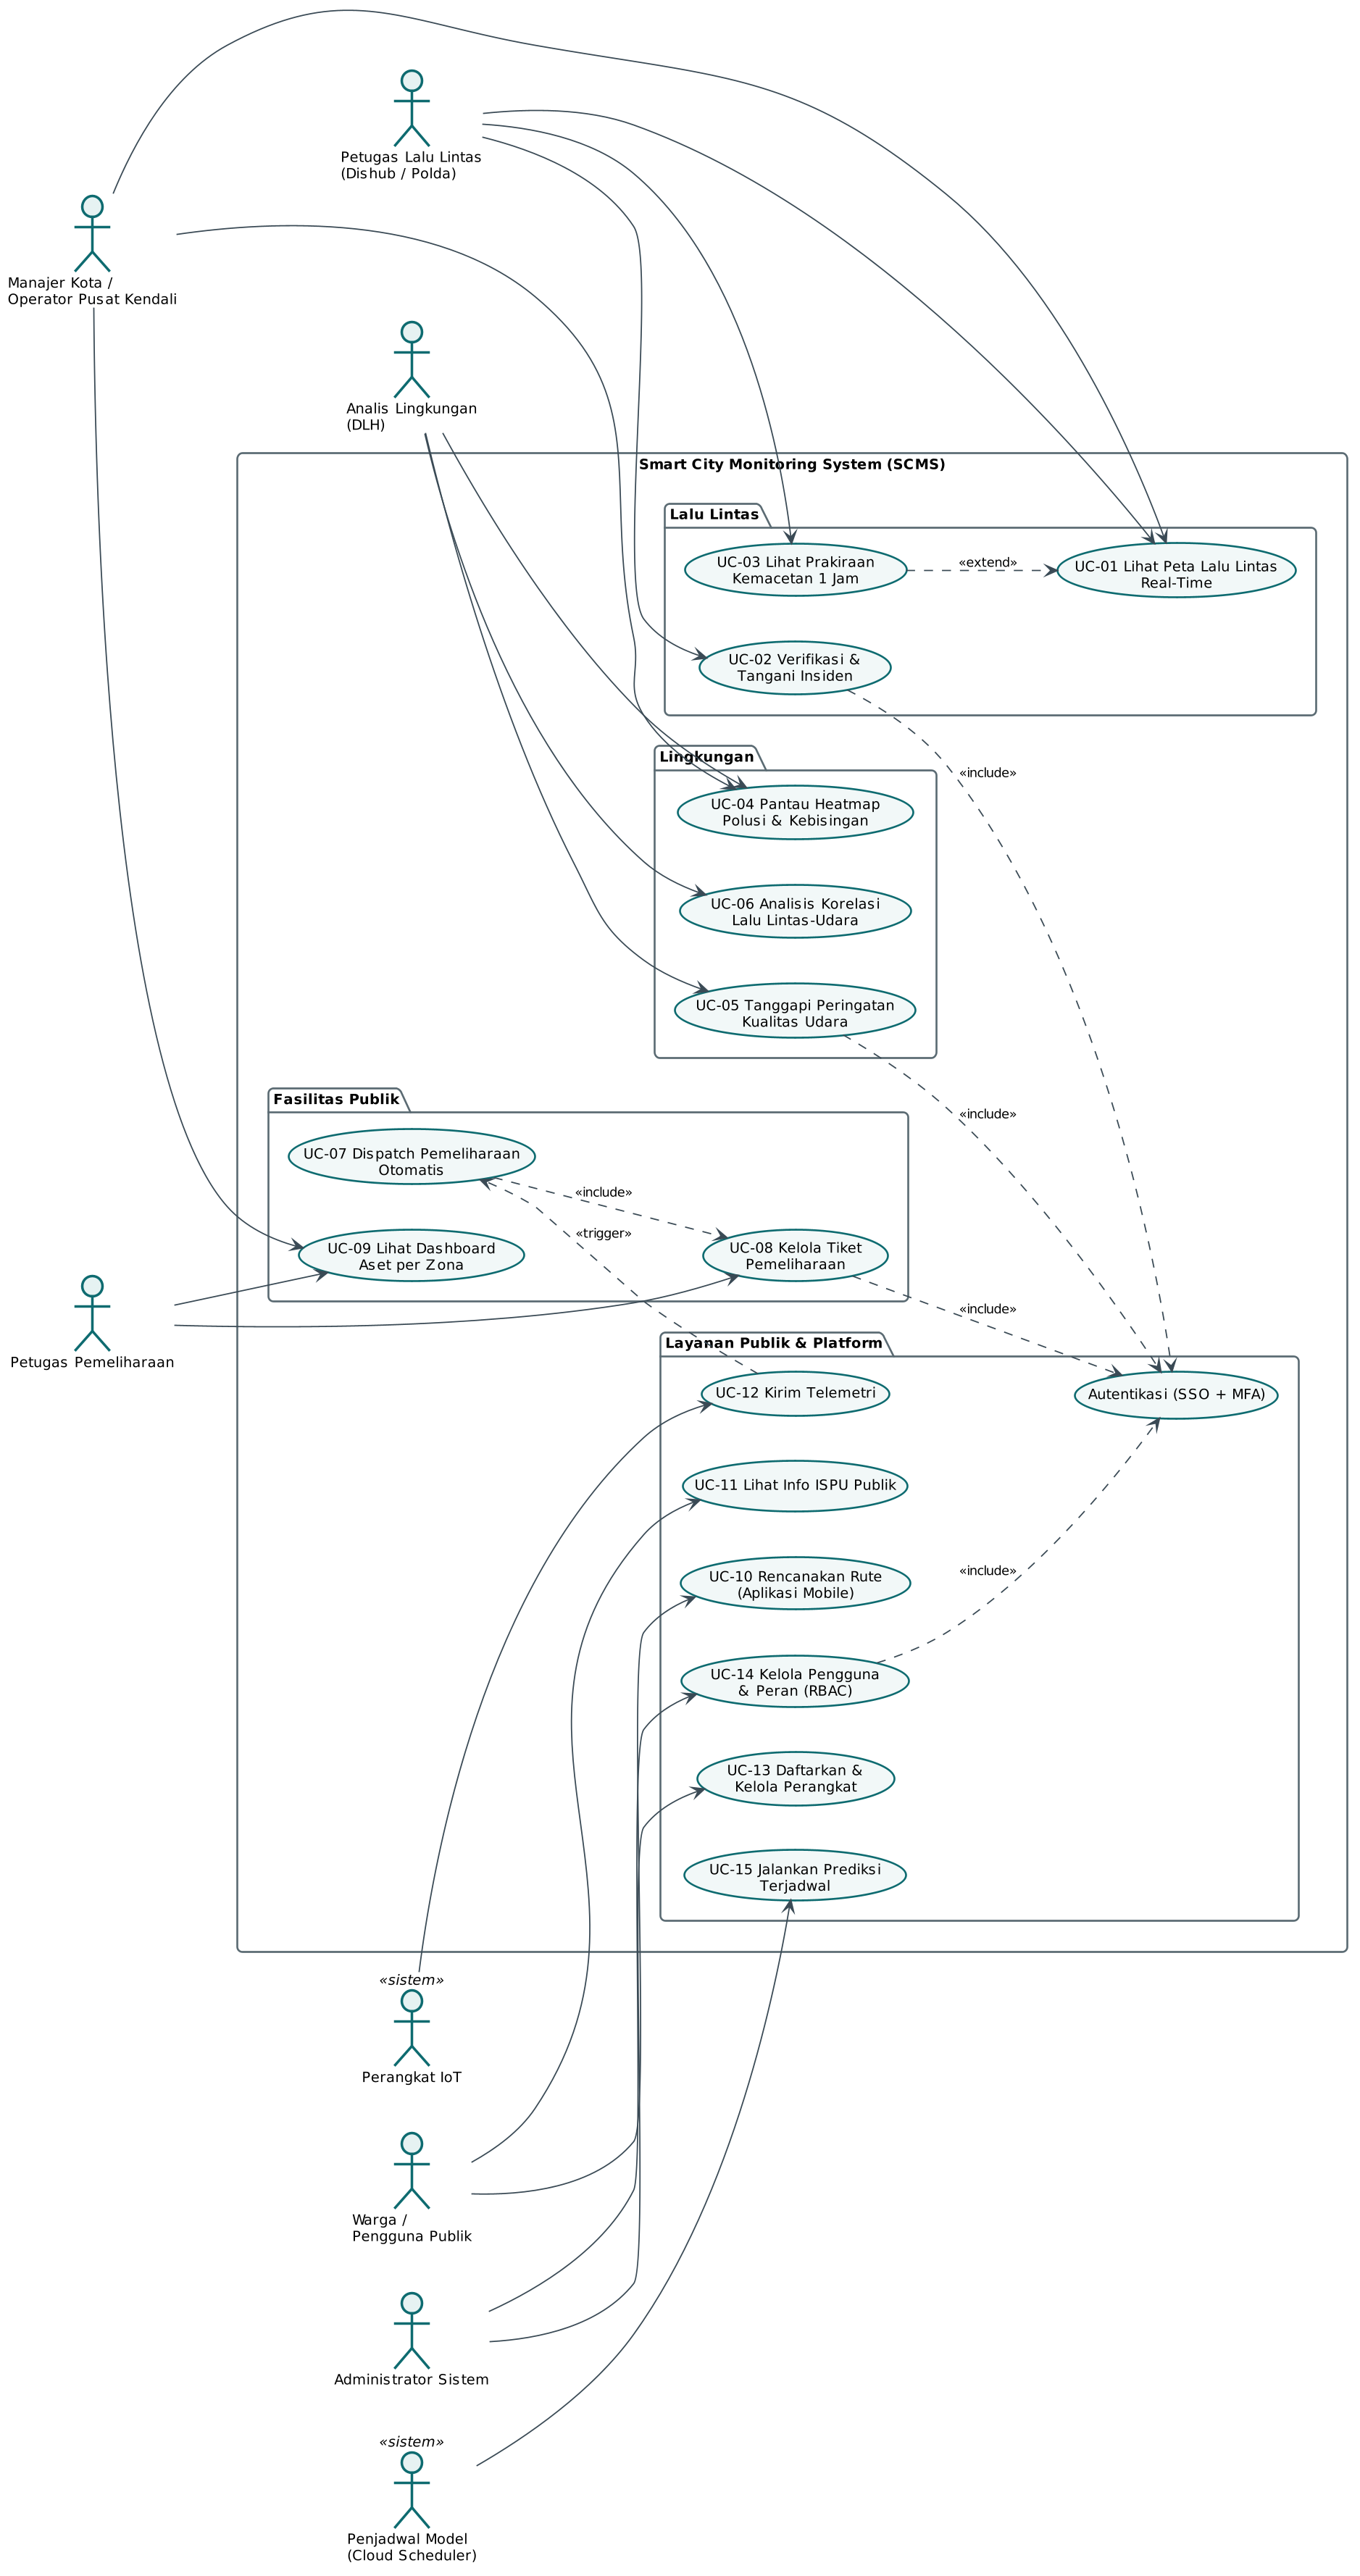 Petugas Lalu Lintas
(Dishub / Polda)
Manajer Kota /
Operator Pusat Kendali
Analis Lingkungan
(DLH)
Smart City Monitoring System (SCMS)
Lalu Lintas
UC-03 Lihat Prakiraan
Kemacetan 1 Jam
«extend»
UC-01 Lihat Peta Lalu Lintas
Real-Time
UC-02 Verifikasi &
Tangani Insiden
«include»
Lingkungan
UC-04 Pantau Heatmap
Polusi & Kebisingan
UC-06 Analisis Korelasi
Lalu Lintas-Udara
UC-05 Tanggapi Peringatan
Kualitas Udara
«include»
Fasilitas Publik
UC-07 Dispatch Pemeliharaan
Otomatis
«include»
«trigger»
UC-09 Lihat Dashboard
Aset per Zona
UC-08 Kelola Tiket
Pemeliharaan
«include»
Petugas Pemeliharaan
Layanan Publik & Platform
UC-12 Kirim Telemetri
Autentikasi (SSO + MFA)
UC-11 Lihat Info ISPU Publik
UC-10 Rencanakan Rute
(Aplikasi Mobile)
«include»
UC-14 Kelola Pengguna
& Peran (RBAC)
UC-13 Daftarkan &
Kelola Perangkat
UC-15 Jalankan Prediksi
Terjadwal
«sistem»
Perangkat IoT
Warga /
Pengguna Publik
Administrator Sistem
«sistem»
Penjadwal Model
(Cloud Scheduler)